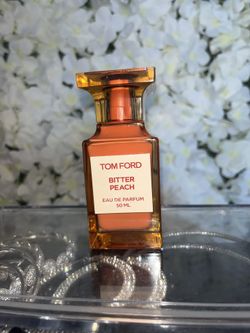 TOM FORD
BITTER
PEACH
EAU DE PARFUM
50 ML